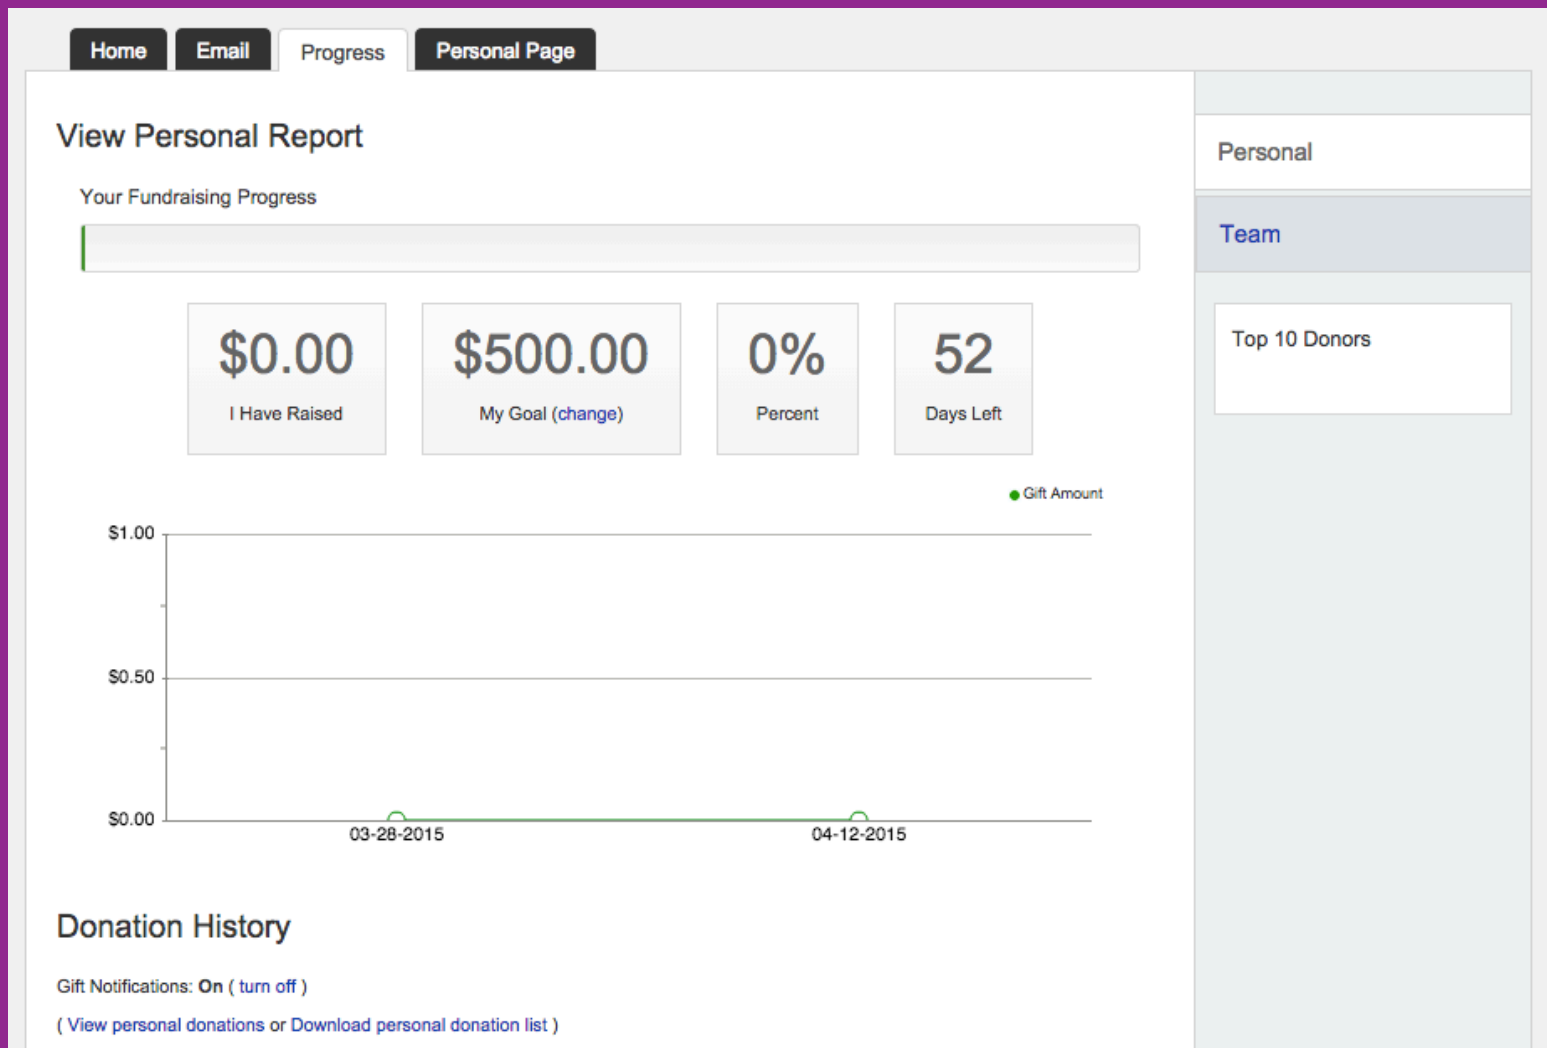 Home Email Progress Personal Page
View Personal Report
Your Fundraising Progress
$0.00 $500.00 0% 52
I Have Raised My Goal (change) Percent Days Left
Gift Amount
$1.00
$0.50
$0.00
03-28-2015 04-12-2015
Donation History
Gift Notifications: On ( turn off )
( View personal donations or Download personal donation list )
Personal
Team
Top 10 Donors